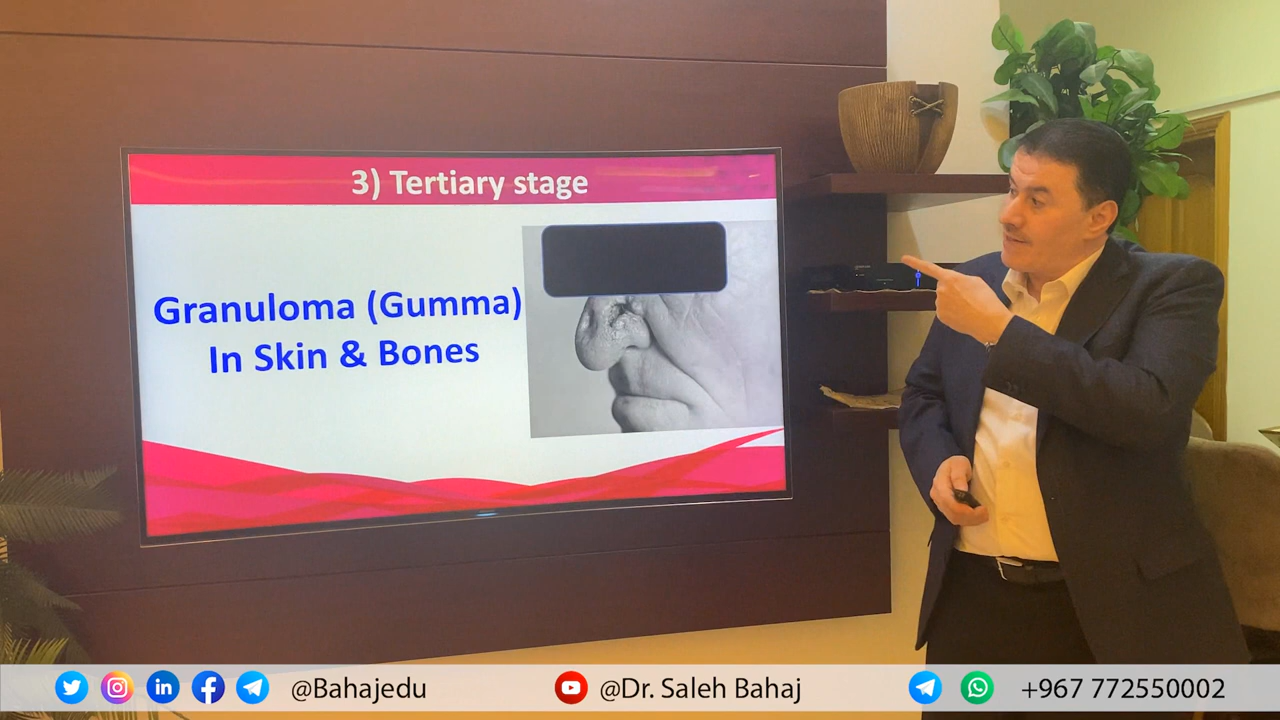 3) Tertiary stage
Granuloma (Gumma)
In Skin & Bones
@Bahajedu
@Dr. Saleh Bahaj
+967 772550002